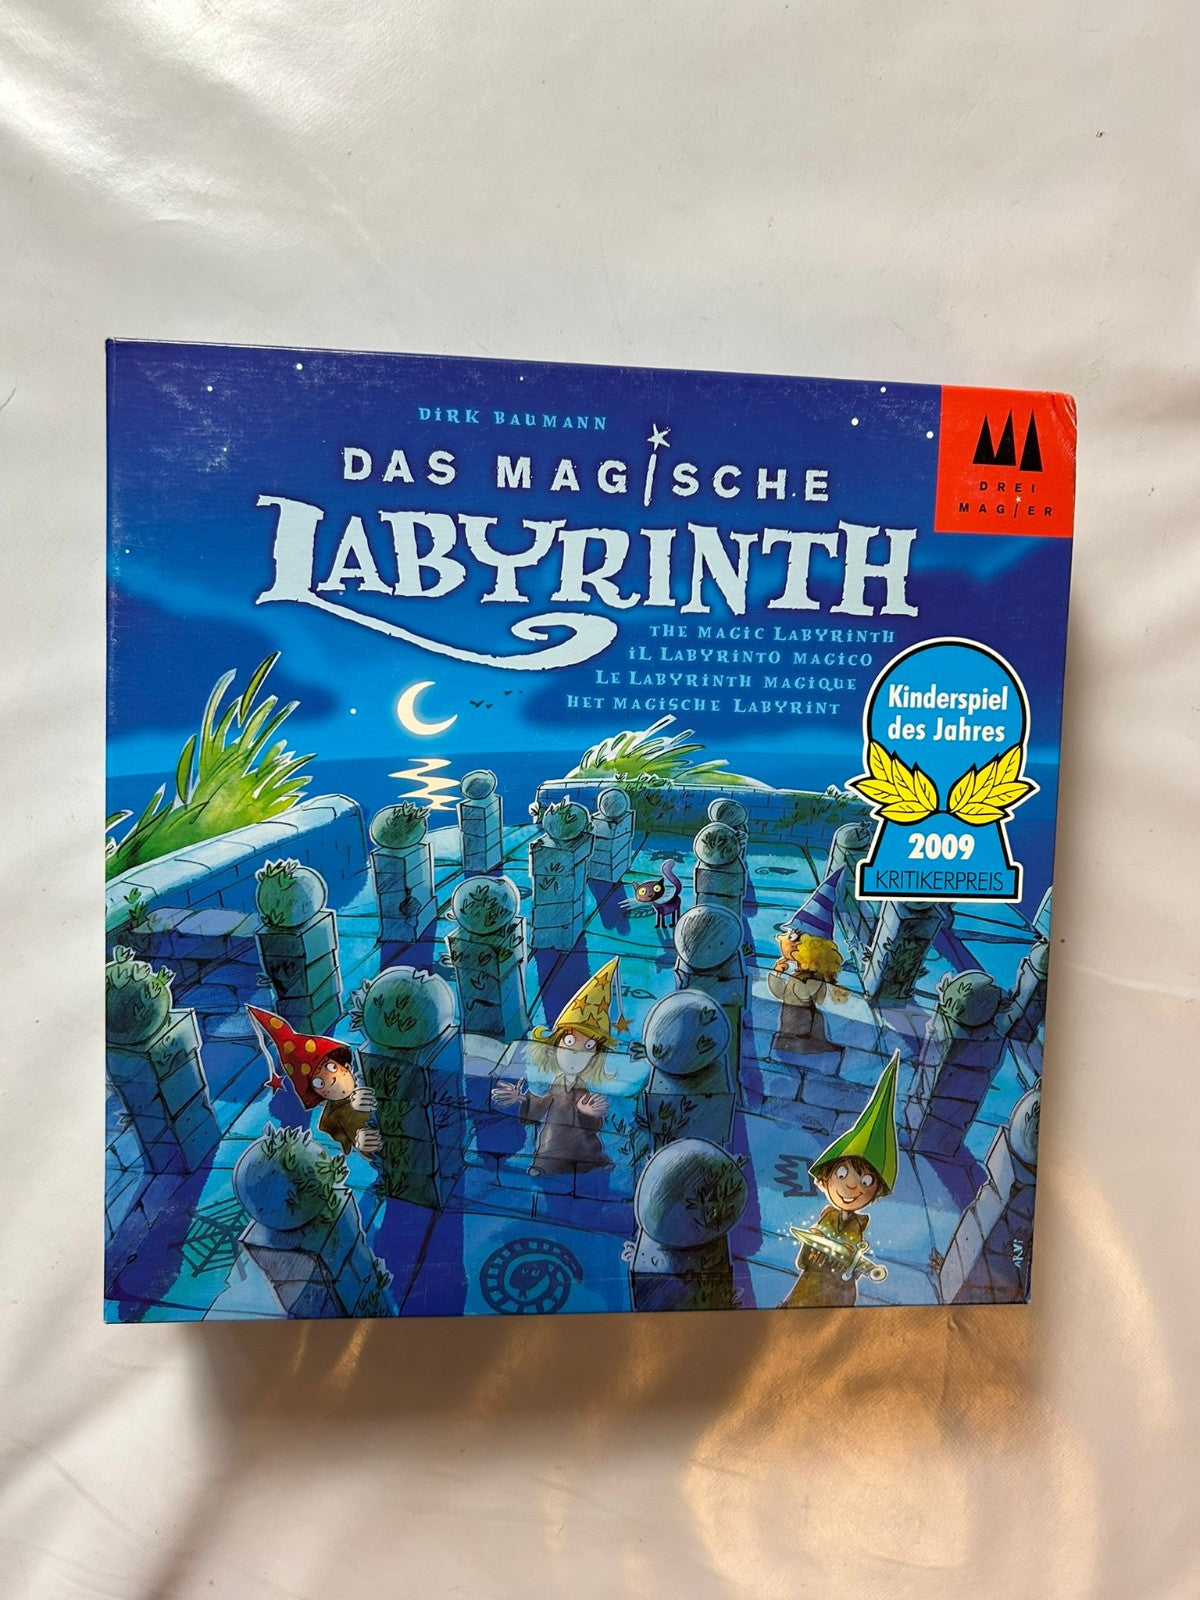 DiRK BAUMANN
DAS MAGiSCHE
LABYRINTH
DREI
MAGiER
THE MAGIC LABYRINTH
iL LABYRINTO MAGICO
LE LABYRINTH MAGIQUE
HET MAGISCHE LABYRINT
Kinderspiel
des Jahres
2009
KRITIKERPREIS
ARVi